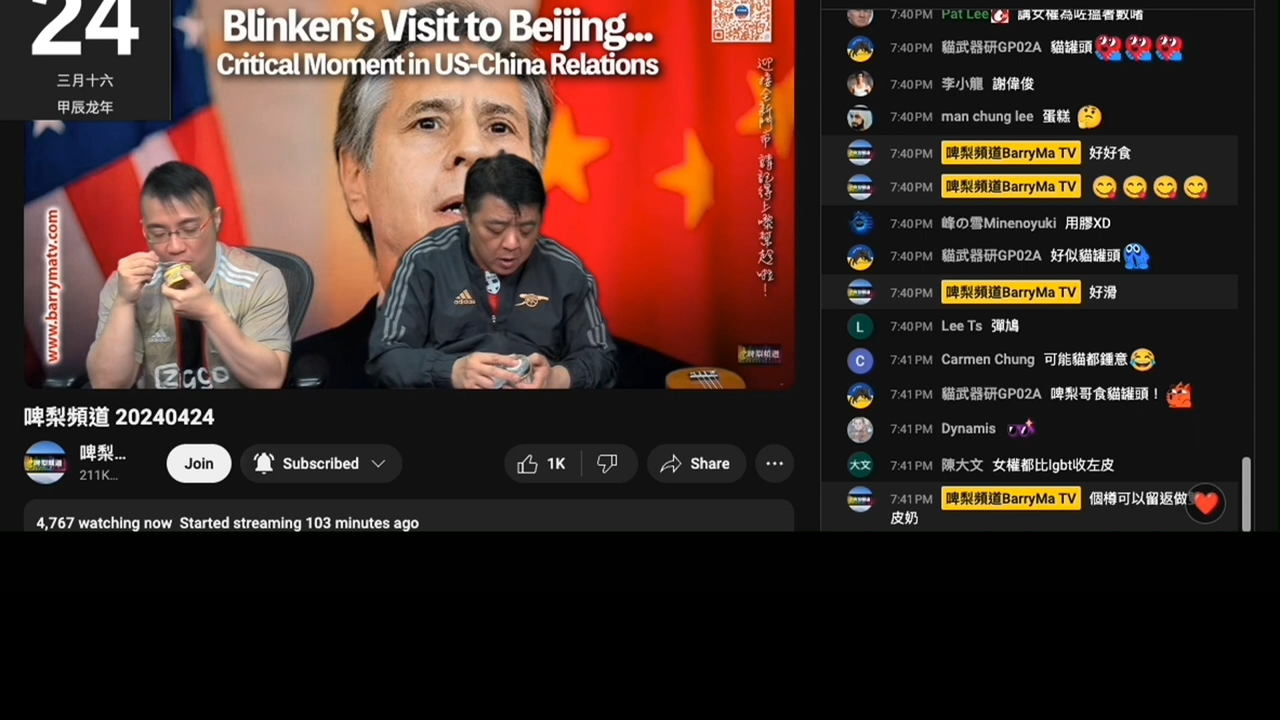 24
三月十六
甲辰龙年
Blinken's Visit to Beijing...
Critical Moment in US-China Relations
www.barrymatv.com
Ziggo
啤梨頻道
啤梨頻道 20240424
啤梨...
211K...
Join
Subscribed
1K
Share
4,767 watching now Started streaming 103 minutes ago
7:40 PM Pat Lee 講女權為咗搵著數啫
7:40 PM 貓武器研GP02A 貓罐頭
7:40 PM 李小龍 謝偉俊
7:40 PM man chung lee 蛋糕 🤔
7:40 PM 啤梨頻道BarryMa TV 好好食
7:40 PM 啤梨頻道BarryMa TV 😋 😋 😋 😋
7:40 PM 峰の雪Minenoyuki 用膠XD
7:40 PM 貓武器研GP02A 好似貓罐頭
7:40 PM 啤梨頻道BarryMa TV 好滑
L 7:40 PM Lee Ts 彈鳩
C 7:41 PM Carmen Chung 可能貓都鍾意😂
7:41 PM 貓武器研GP02A 啤梨哥食貓罐頭！
7:41 PM Dynamis
大文 7:41 PM 陳大文 女權都比lgbt收左皮
7:41 PM 啤梨頻道BarryMa TV 個樽可以留返做
皮奶